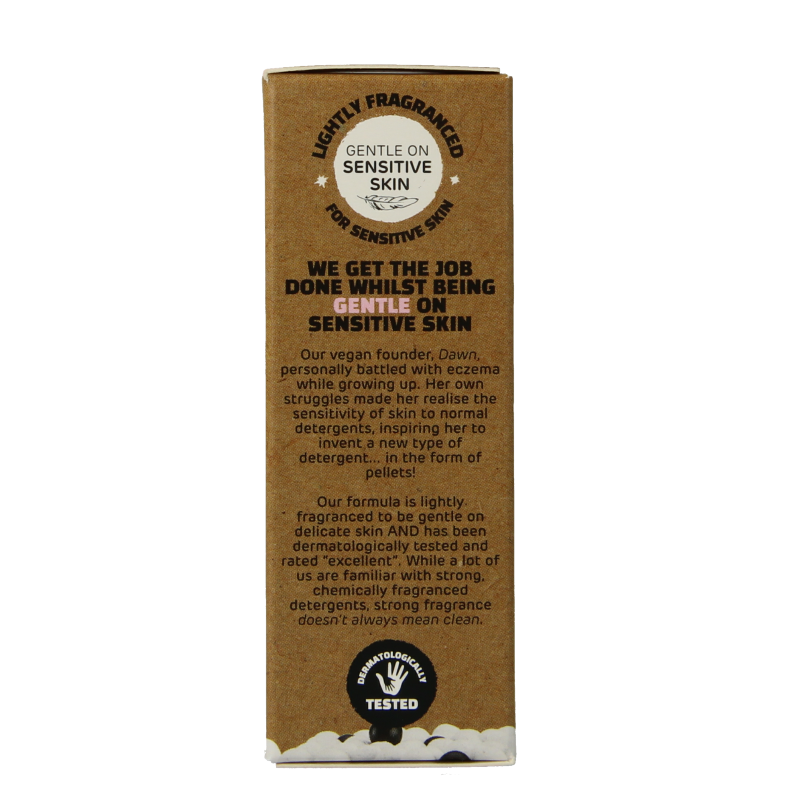 LIGHTLY FRAGRANCED
GENTLE ON
SENSITIVE
SKIN
FOR SENSITIVE SKIN
WE GET THE JOB
DONE WHILST BEING
GENTLE ON
SENSITIVE SKIN
Our vegan founder, Dawn,
personally battled with eczema
while growing up. Her own
struggles made her realise the
sensitivity of skin to normal
detergents, inspiring her to
invent a new type of
detergent... in the form of
pellets!
Our formula is lightly
fragranced to be gentle on
delicate skin AND has been
dermatologically tested and
rated "excellent". While a lot of
us are familiar with strong,
chemically fragranced
detergents, strong fragrance
doesn't always mean clean.
DERMATOLOGICALLY
TESTED